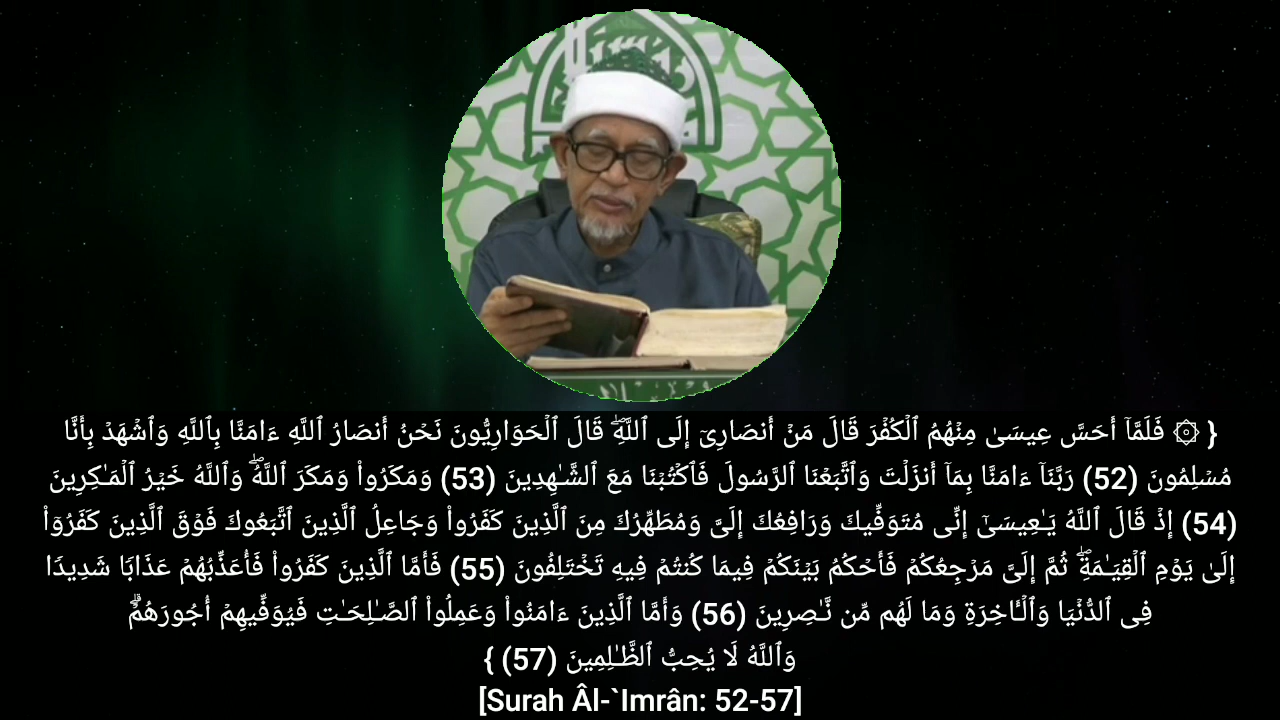 { ۞ فَلَمَّآ أَحَسَّ عِيسَىٰ مِنْهُمُ ٱلْكُفْرَ قَالَ مَنْ أَنصَارِىٓ إِلَى ٱللَّهِۖ قَالَ ٱلْحَوَارِيُّونَ نَحْنُ أَنصَارُ ٱللَّهِ ءَامَنَّا بِٱللَّهِ وَٱشْهَدْ بِأَنَّا
مُسْلِمُونَ (52) رَبَّنَآ ءَامَنَّا بِمَآ أَنزَلْتَ وَٱتَّبَعْنَا ٱلرَّسُولَ فَٱكْتُبْنَا مَعَ ٱلشَّـٰهِدِينَ (53) وَمَكَرُوا۟ وَمَكَرَ ٱللَّهُۖ وَٱللَّهُ خَيْرُ ٱلْمَـٰكِرِينَ
(54) إِذْ قَالَ ٱللَّهُ يَـٰعِيسَىٰٓ إِنِّى مُتَوَفِّيكَ وَرَافِعُكَ إِلَىَّ وَمُطَهِّرُكَ مِنَ ٱلَّذِينَ كَفَرُوا۟ وَجَاعِلُ ٱلَّذِينَ ٱتَّبَعُوكَ فَوْقَ ٱلَّذِينَ كَفَرُوٓا۟
إِلَىٰ يَوْمِ ٱلْقِيَـٰمَةِۖ ثُمَّ إِلَىَّ مَرْجِعُكُمْ فَأَحْكُمُ بَيْنَكُمْ فِيمَا كُنتُمْ فِيهِ تَخْتَلِفُونَ (55) فَأَمَّا ٱلَّذِينَ كَفَرُوا۟ فَأُعَذِّبُهُمْ عَذَابًا شَدِيدًا
فِى ٱلدُّنْيَا وَٱلْـَٔاخِرَةِ وَمَا لَهُم مِّن نَّـٰصِرِينَ (56) وَأَمَّا ٱلَّذِينَ ءَامَنُوا۟ وَعَمِلُوا۟ ٱلصَّـٰلِحَـٰتِ فَيُوَفِّيهِمْ أُجُورَهُمْۗ
وَٱللَّهُ لَا يُحِبُّ ٱلظَّـٰلِمِينَ (57) }
[Surah Âl-`Imrân: 52-57]